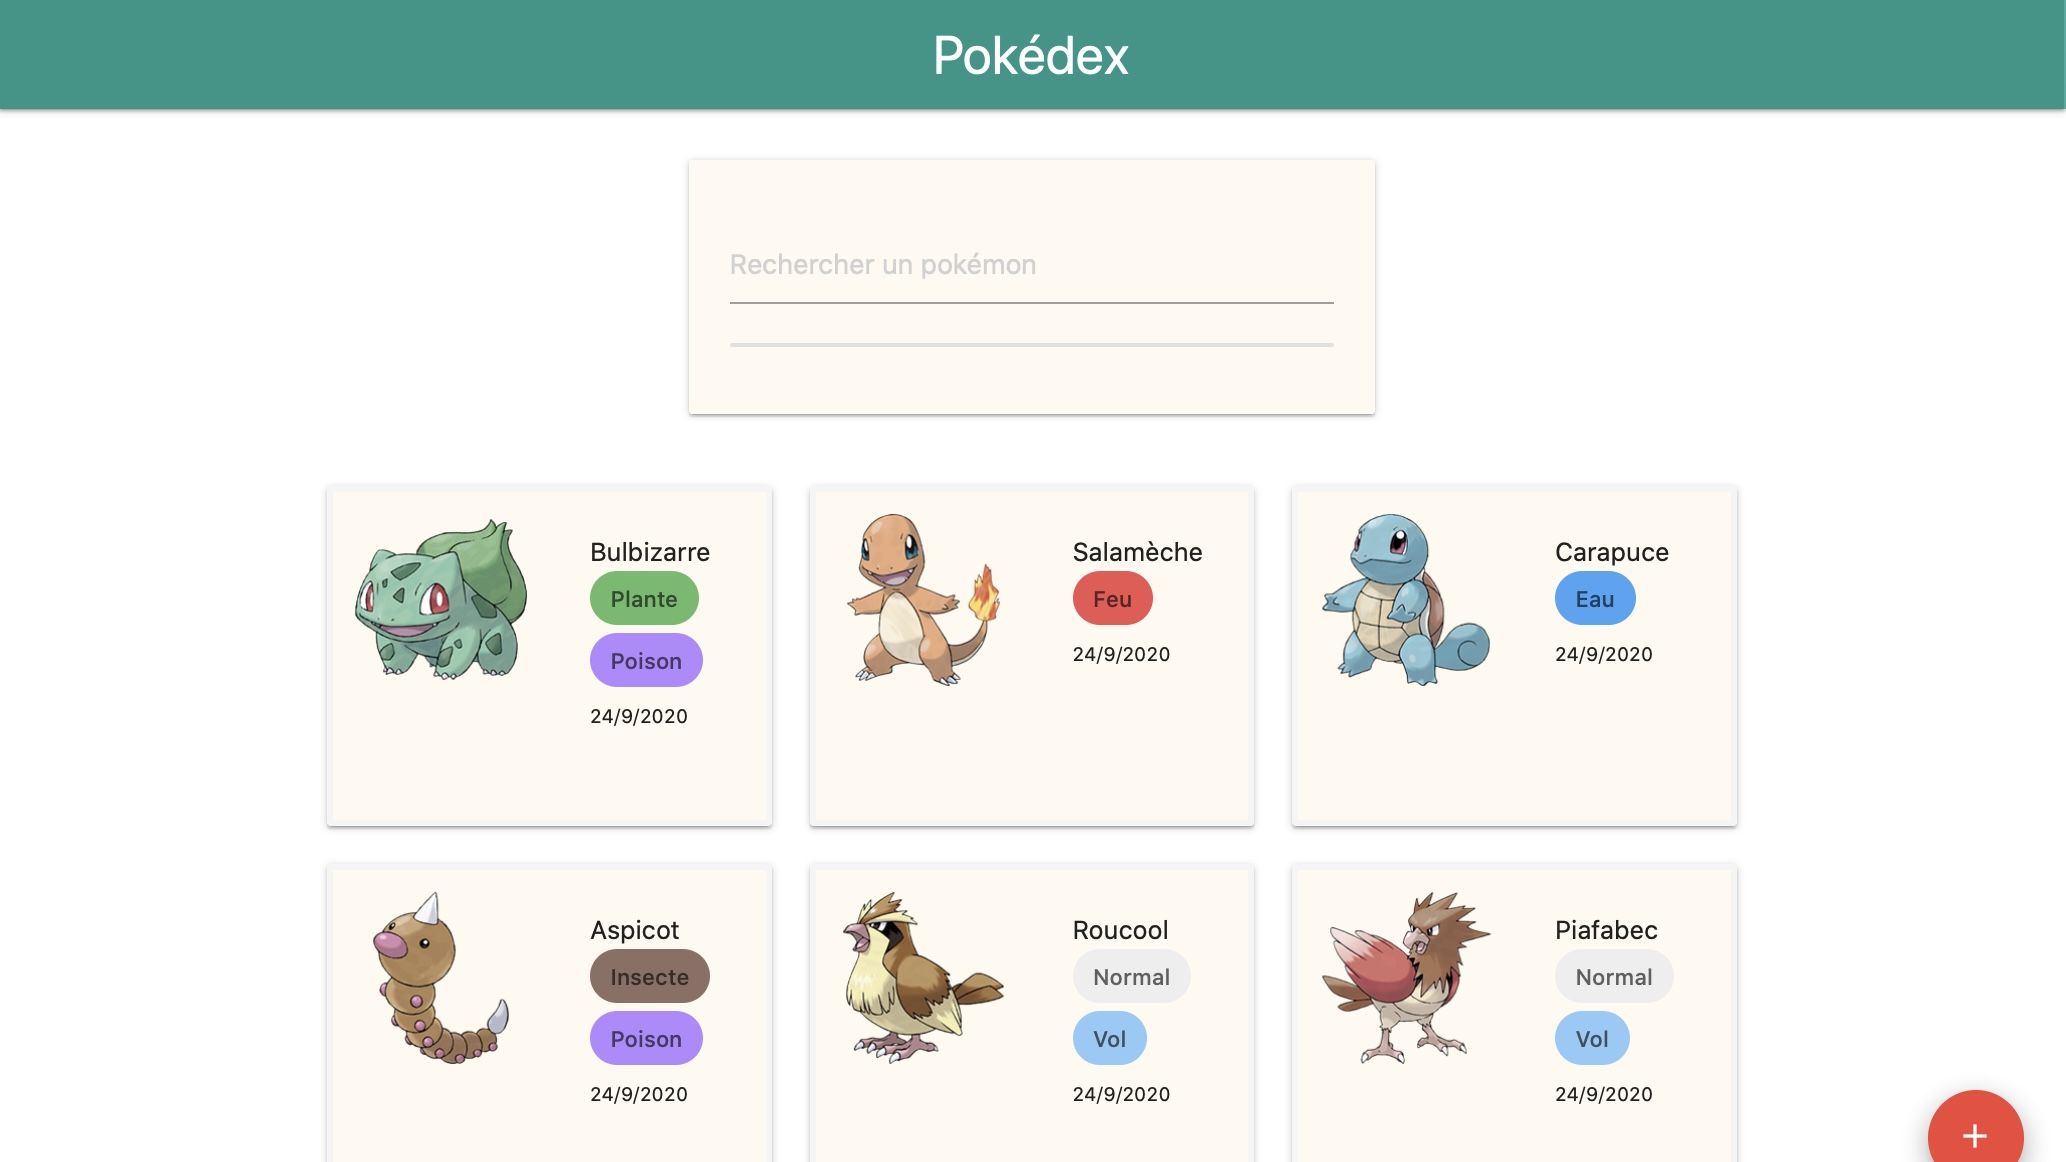 Pokédex
Rechercher un pokémon
Bulbizarre
Plante
Poison
24/9/2020
Salamèche
Feu
24/9/2020
Carapuce
Eau
24/9/2020
Aspicot
Insecte
Poison
24/9/2020
Roucool
Normal
Vol
24/9/2020
Piafabec
Normal
Vol
24/9/2020
+